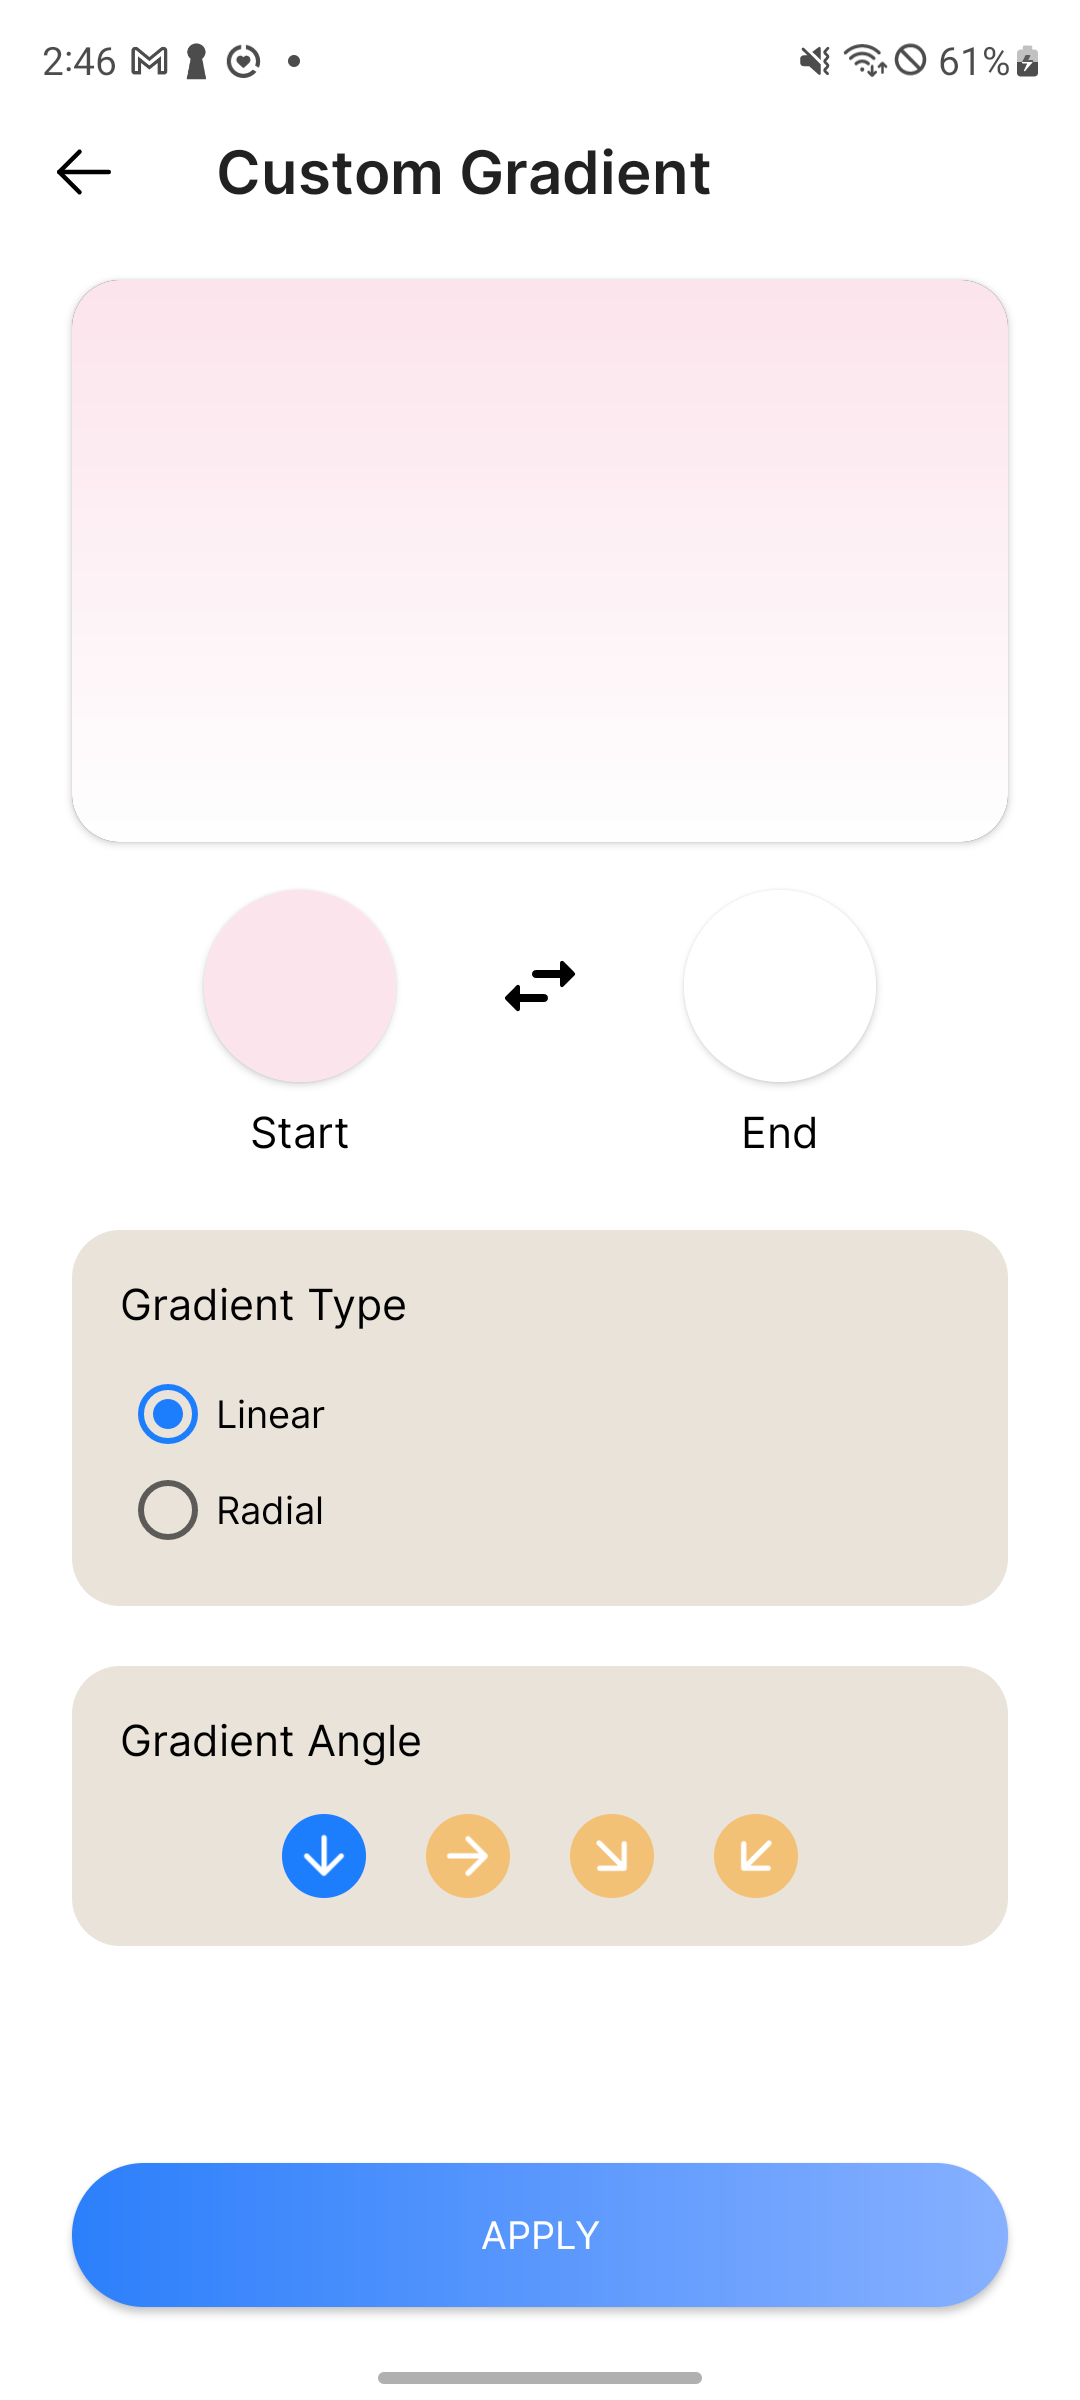 2:46 61%
Custom Gradient
Start End
Gradient Type
Linear
Radial
Gradient Angle
APPLY